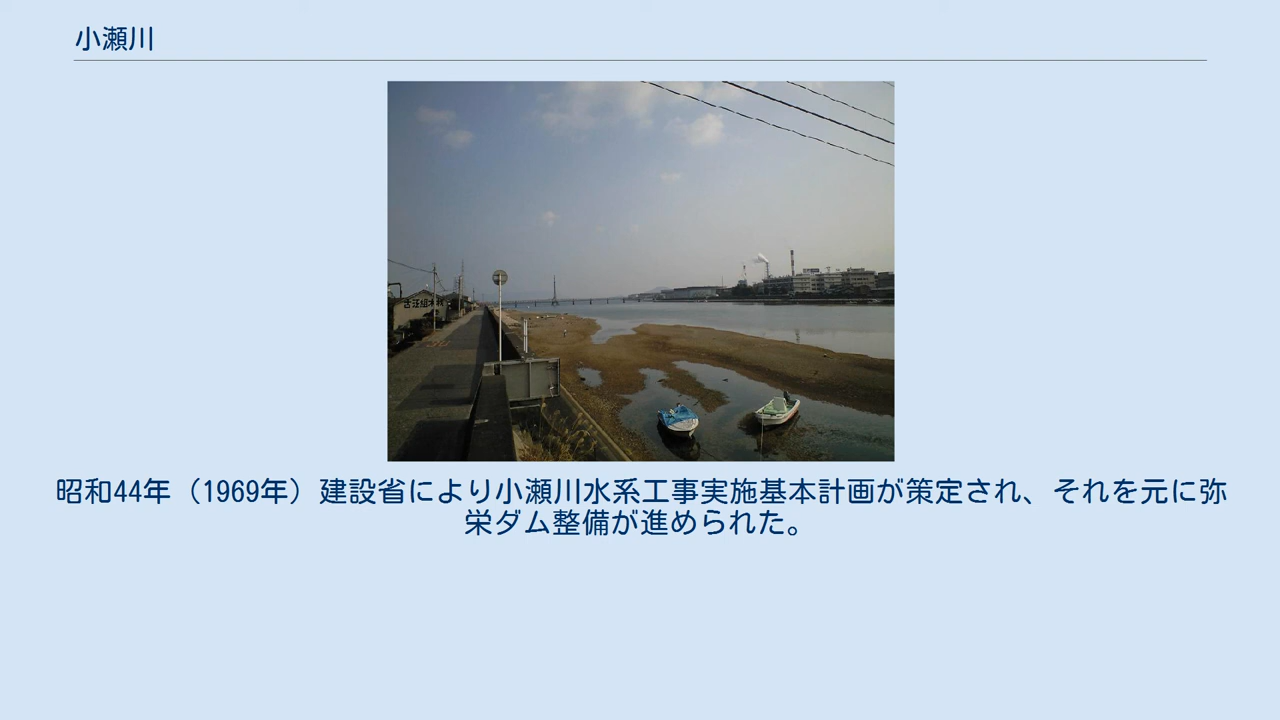 小瀬川
昭和44年（1969年）建設省により小瀬川水系工事実施基本計画が策定され、それを元に弥
栄ダム整備が進められた。